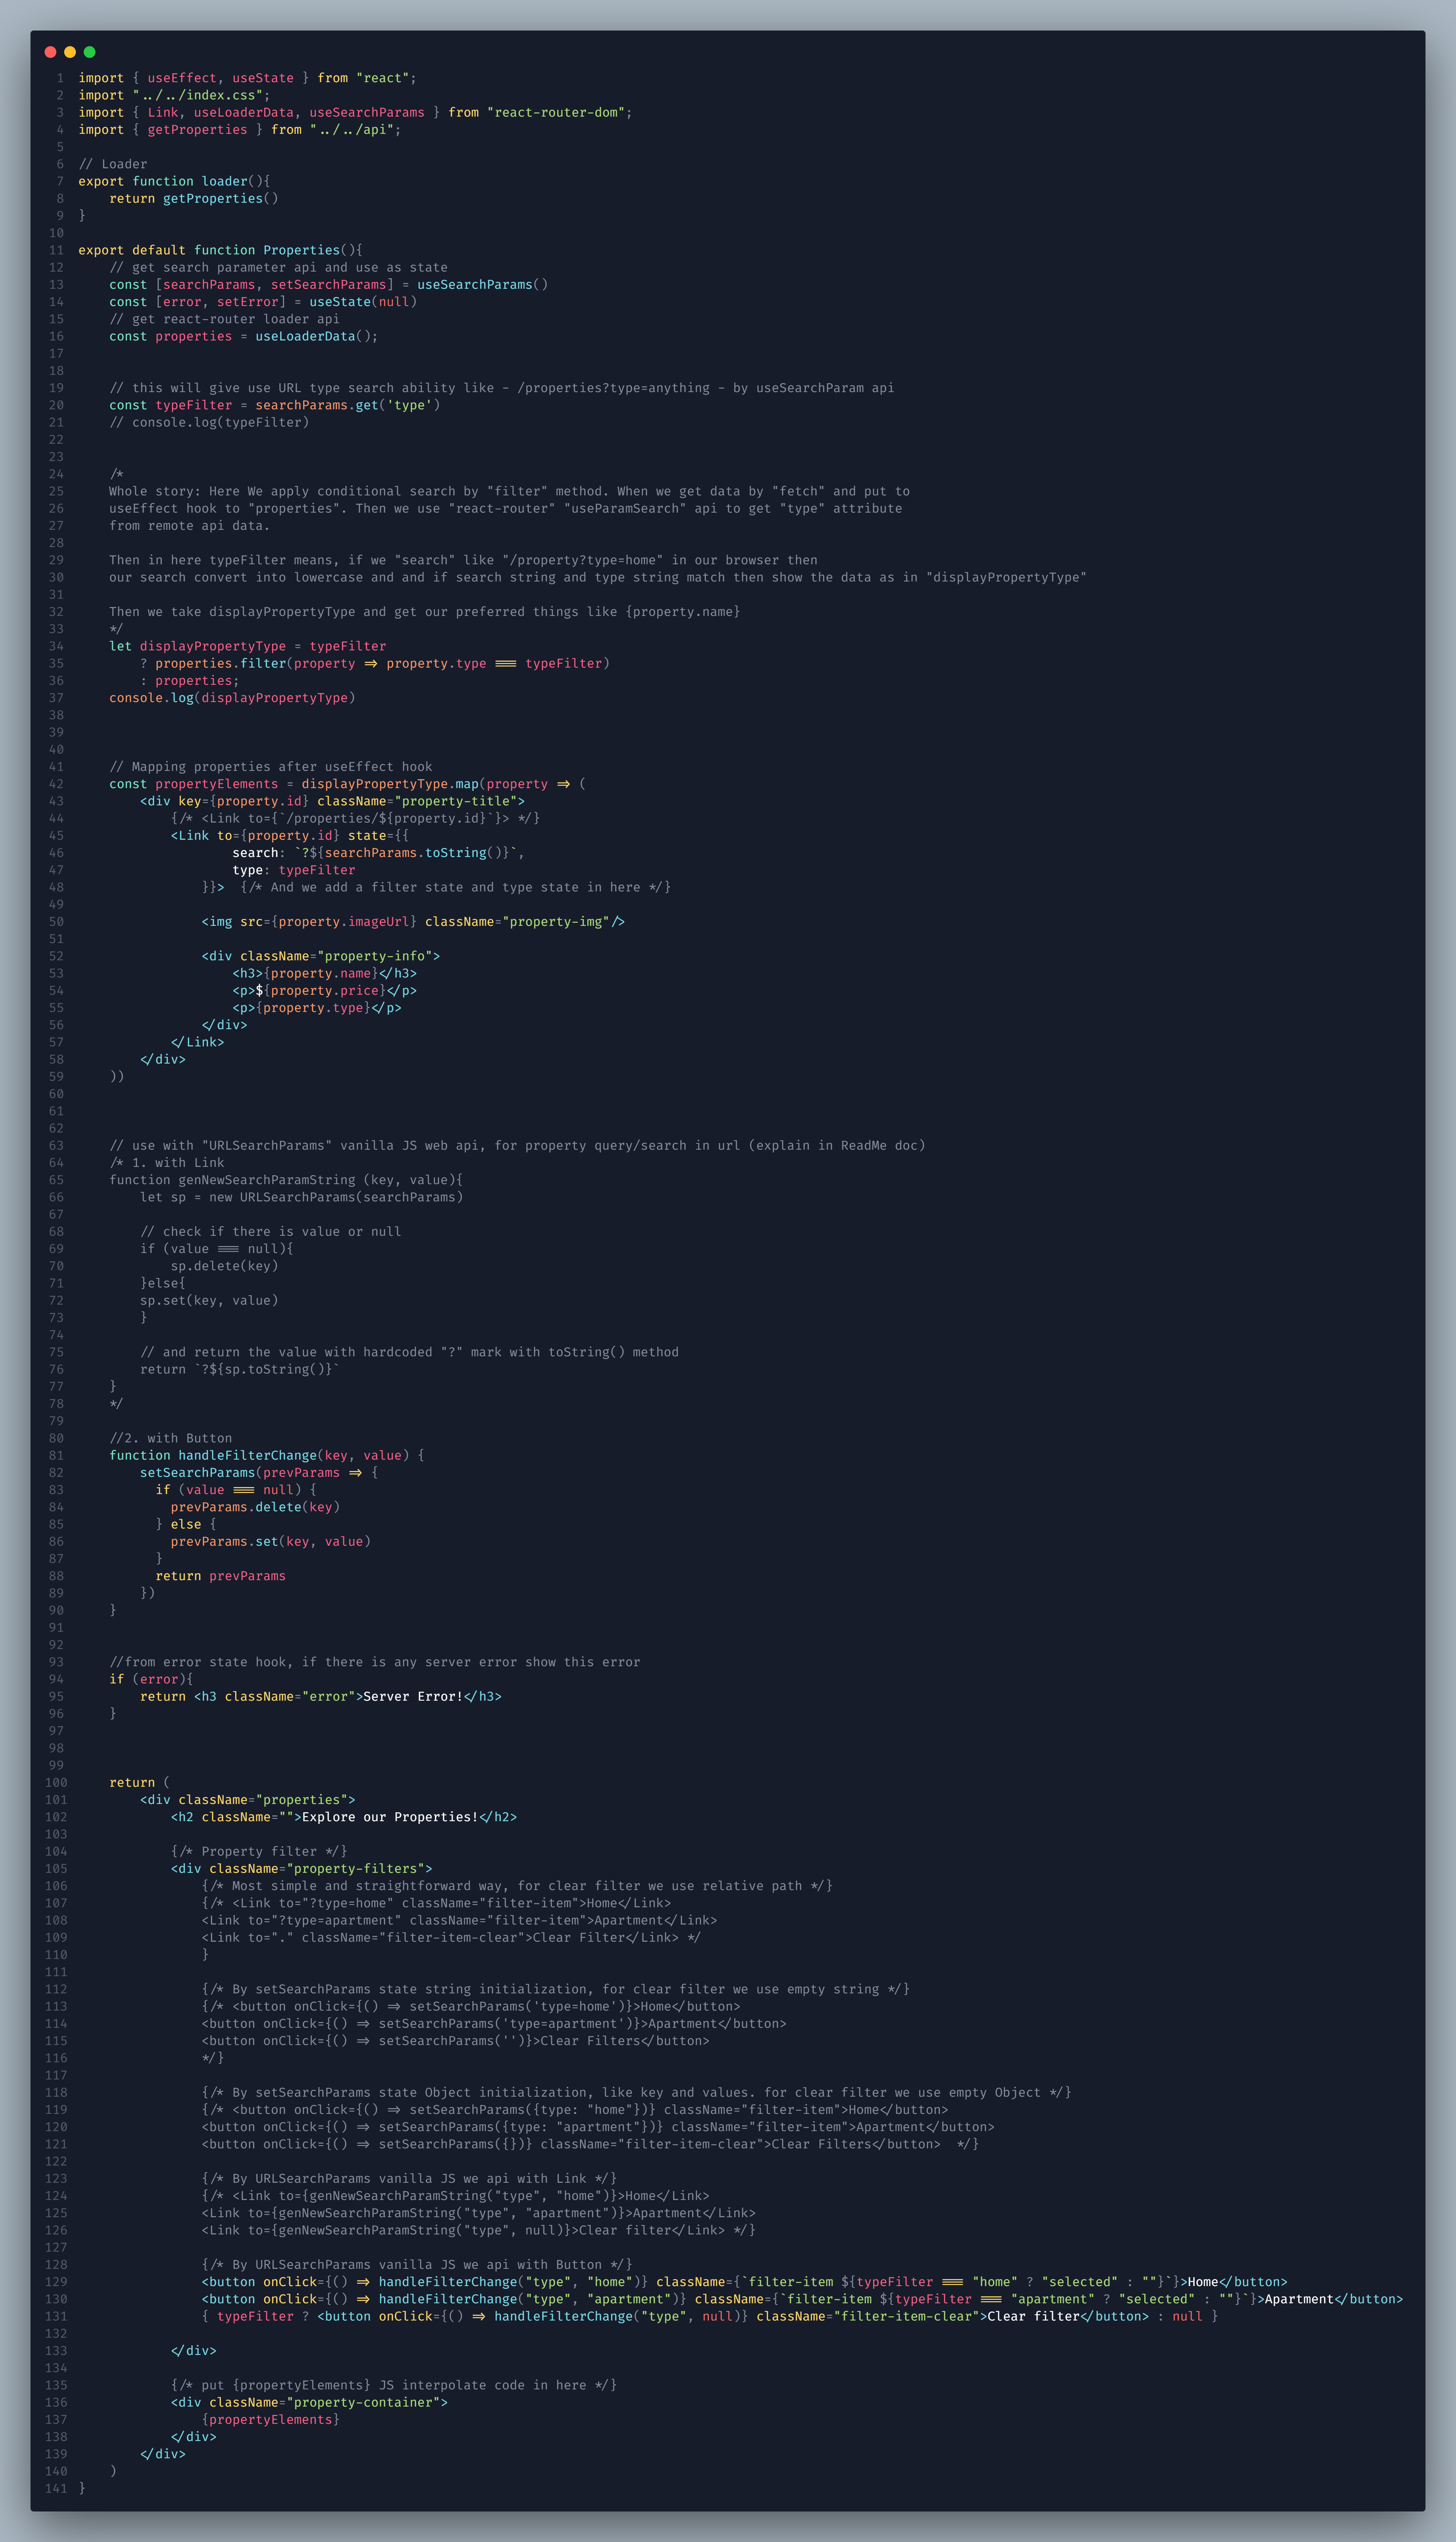 1 import { useEffect, useState } from "react";
2 import "../../index.css";
3 import { Link, useLoaderData, useSearchParams } from "react-router-dom";
4 import { getProperties } from "../../api";
5
6 // Loader
7 export function loader(){
8     return getProperties()
9 }
10
11 export default function Properties(){
12     // get search parameter api and use as state
13     const [searchParams, setSearchParams] = useSearchParams()
14     const [error, setError] = useState(null)
15     // get react-router loader api
16     const properties = useLoaderData();
17
18
19     // this will give use URL type search ability like - /properties?type=anything - by useSearchParam api
20     const typeFilter = searchParams.get('type')
21     // console.log(typeFilter)
22
23
24     /*
25     Whole story: Here We apply conditional search by "filter" method. When we get data by "fetch" and put to
26     useEffect hook to "properties". Then we use "react-router" "useParamSearch" api to get "type" attribute
27     from remote api data.
28
29     Then in here typeFilter means, if we "search" like "/property?type=home" in our browser then
30     our search convert into lowercase and and if search string and type string match then show the data as in "displayPropertyType"
31
32     Then we take displayPropertyType and get our preferred things like {property.name}
33     */
34     let displayPropertyType = typeFilter
35         ? properties.filter(property => property.type === typeFilter)
36         : properties;
37     console.log(displayPropertyType)
38
39
40
41     // Mapping properties after useEffect hook
42     const propertyElements = displayPropertyType.map(property => (
43         <div key={property.id} className="property-title">
44             {/* <Link to={`/properties/${property.id}`}> */}
45             <Link to={property.id} state={{
46                     search: `?${searchParams.toString()}`,
47                     type: typeFilter
48                 }}>  {/* And we add a filter state and type state in here */}
49
50                 <img src={property.imageUrl} className="property-img"/>
51
52                 <div className="property-info">
53                     <h3>{property.name}</h3>
54                     <p>${property.price}</p>
55                     <p>{property.type}</p>
56                 </div>
57             </Link>
58         </div>
59     ))
60
61
62
63     // use with "URLSearchParams" vanilla JS web api, for property query/search in url (explain in ReadMe doc)
64     /* 1. with Link
65     function genNewSearchParamString (key, value){
66         let sp = new URLSearchParams(searchParams)
67
68         // check if there is value or null
69         if (value === null){
70             sp.delete(key)
71         }else{
72         sp.set(key, value)
73         }
74
75         // and return the value with hardcoded "?" mark with toString() method
76         return `?${sp.toString()}`
77     }
78     */
79
80     //2. with Button
81     function handleFilterChange(key, value) {
82         setSearchParams(prevParams => {
83           if (value === null) {
84             prevParams.delete(key)
85           } else {
86             prevParams.set(key, value)
87           }
88           return prevParams
89         })
90     }
91
92
93     //from error state hook, if there is any server error show this error
94     if (error){
95         return <h3 className="error">Server Error!</h3>
96     }
97
98
99
100     return (
101         <div className="properties">
102             <h2 className="">Explore our Properties!</h2>
103
104             {/* Property filter */}
105             <div className="property-filters">
106                 {/* Most simple and straightforward way, for clear filter we use relative path */}
107                 {/* <Link to="?type=home" className="filter-item">Home</Link>
108                 <Link to="?type=apartment" className="filter-item">Apartment</Link>
109                 <Link to="." className="filter-item-clear">Clear Filter</Link> */
110                 }
111
112                 {/* By setSearchParams state string initialization, for clear filter we use empty string */}
113                 {/* <button onClick={() => setSearchParams('type=home')}>Home</button>
114                 <button onClick={() => setSearchParams('type=apartment')}>Apartment</button>
115                 <button onClick={() => setSearchParams('')}>Clear Filters</button>
116                 */}
117
118                 {/* By setSearchParams state Object initialization, like key and values. for clear filter we use empty Object */}
119                 {/* <button onClick={() => setSearchParams({type: "home"})} className="filter-item">Home</button>
120                 <button onClick={() => setSearchParams({type: "apartment"})} className="filter-item">Apartment</button>
121                 <button onClick={() => setSearchParams({})} className="filter-item-clear">Clear Filters</button>  */}
122
123                 {/* By URLSearchParams vanilla JS we api with Link */}
124                 {/* <Link to={genNewSearchParamString("type", "home")}>Home</Link>
125                 <Link to={genNewSearchParamString("type", "apartment")}>Apartment</Link>
126                 <Link to={genNewSearchParamString("type", null)}>Clear filter</Link> */}
127
128                 {/* By URLSearchParams vanilla JS we api with Button */}
129                 <button onClick={() => handleFilterChange("type", "home")} className={`filter-item ${typeFilter === "home" ? "selected" : ""}`}>Home</button>
130                 <button onClick={() => handleFilterChange("type", "apartment")} className={`filter-item ${typeFilter === "apartment" ? "selected" : ""}`}>Apartment</button>
131                 { typeFilter ? <button onClick={() => handleFilterChange("type", null)} className="filter-item-clear">Clear filter</button> : null }
132
133             </div>
134
135             {/* put {propertyElements} JS interpolate code in here */}
136             <div className="property-container">
137                 {propertyElements}
138             </div>
139         </div>
140     )
141 }